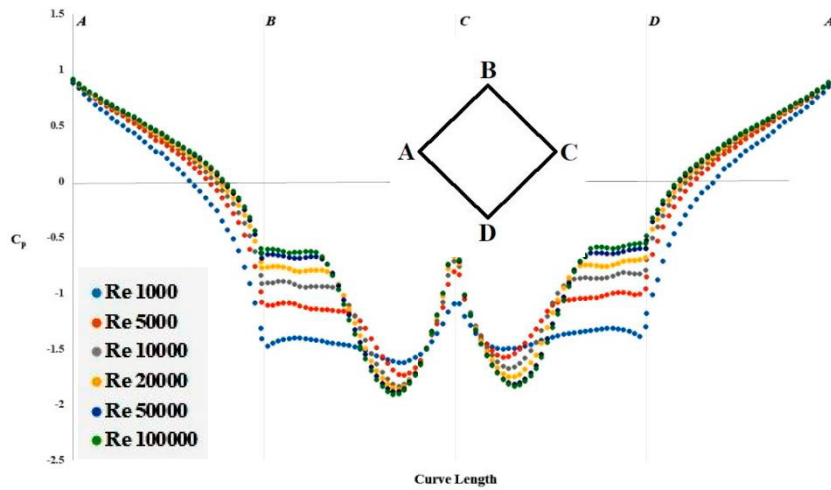 A B C D A
1.5
1
0.5
0
-0.5
-1
-1.5
-2
-2.5
C_p
B
A C
D
Re 1000
Re 5000
Re 10000
Re 20000
Re 50000
Re 100000
Curve Length